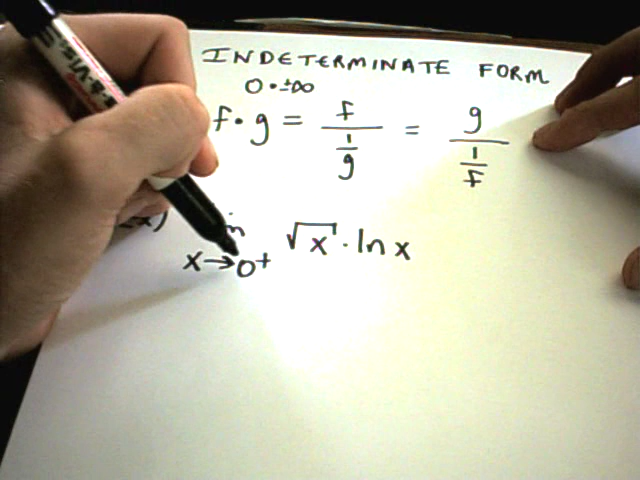 INDETERMINATE FORM
0·±∞
f·g = f/(1/g) = g/(1/f)
√x · ln x
x→0+